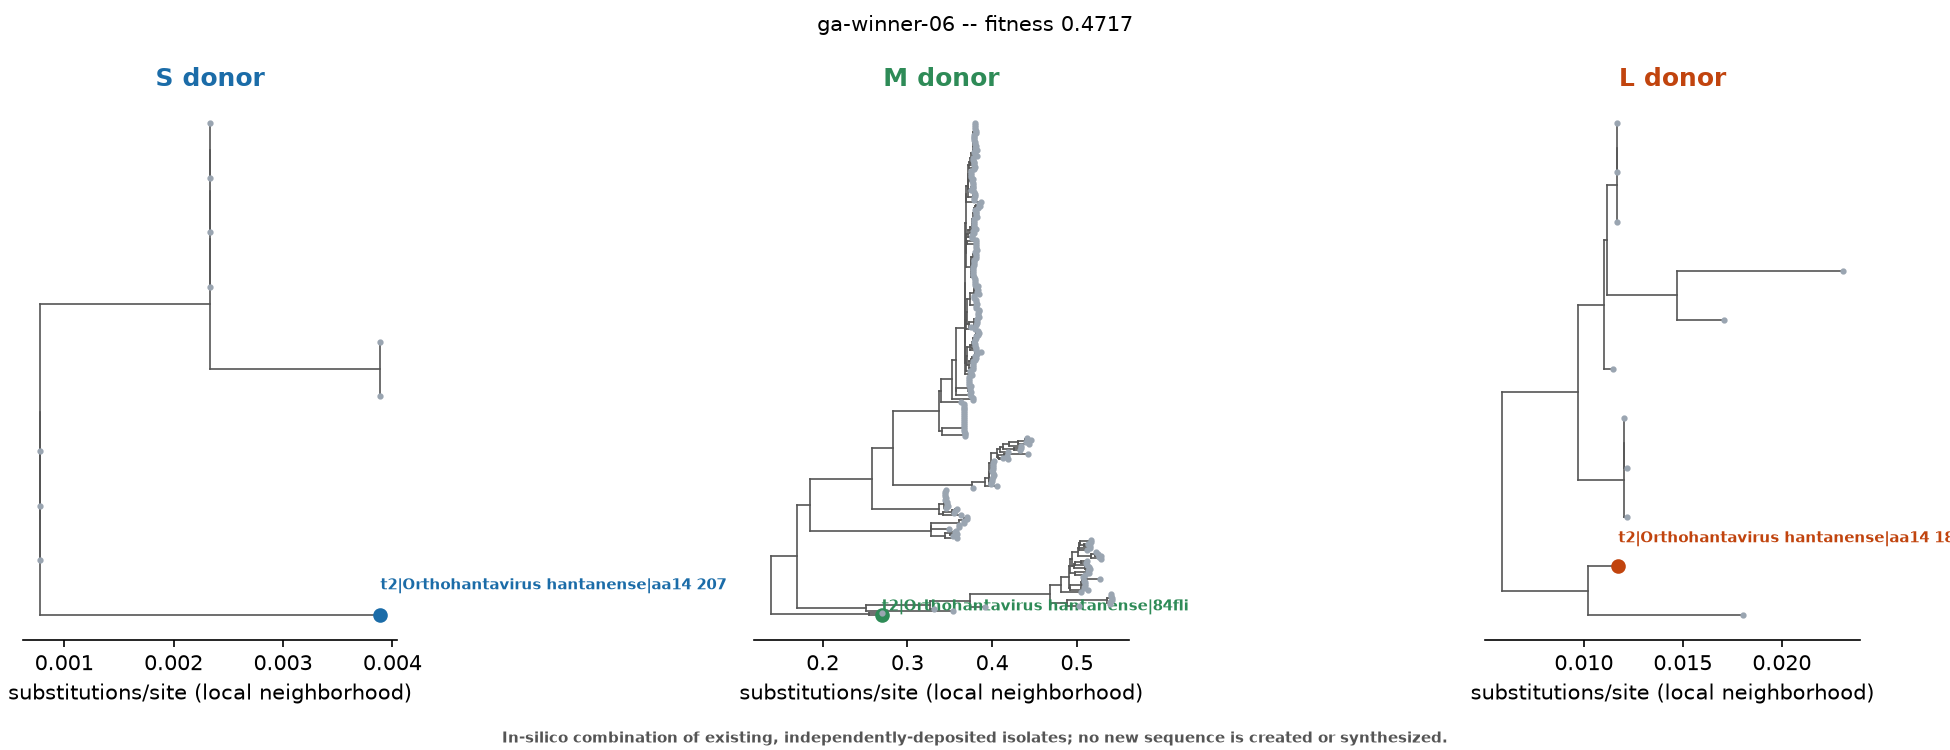 ga-winner-06 -- fitness 0.4717
S donor
M donor
L donor
t2|Orthohantavirus hantanense|aa14 207
t2|Orthohantavirus hantanense|84fli
t2|Orthohantavirus hantanense|aa14 18
0.001 0.002 0.003 0.004
substitutions/site (local neighborhood)
0.2 0.3 0.4 0.5
substitutions/site (local neighborhood)
0.010 0.015 0.020
substitutions/site (local neighborhood)
In-silico combination of existing, independently-deposited isolates; no new sequence is created or synthesized.